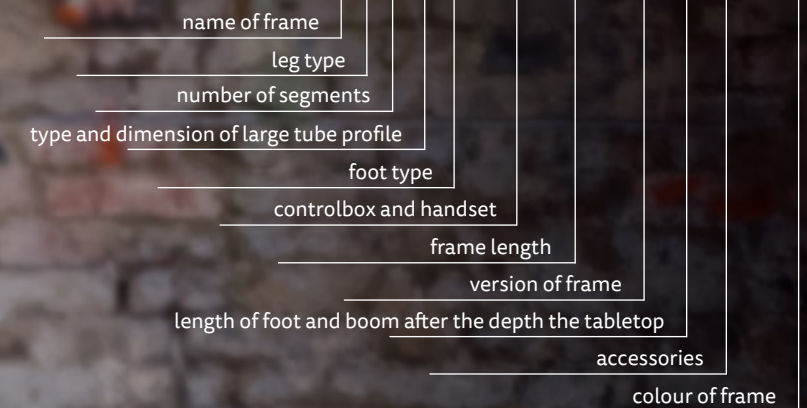 name of frame
leg type
number of segments
type and dimension of large tube profile
foot type
controlbox and handset
frame length
version of frame
length of foot and boom after the depth the tabletop
accessories
colour of frame